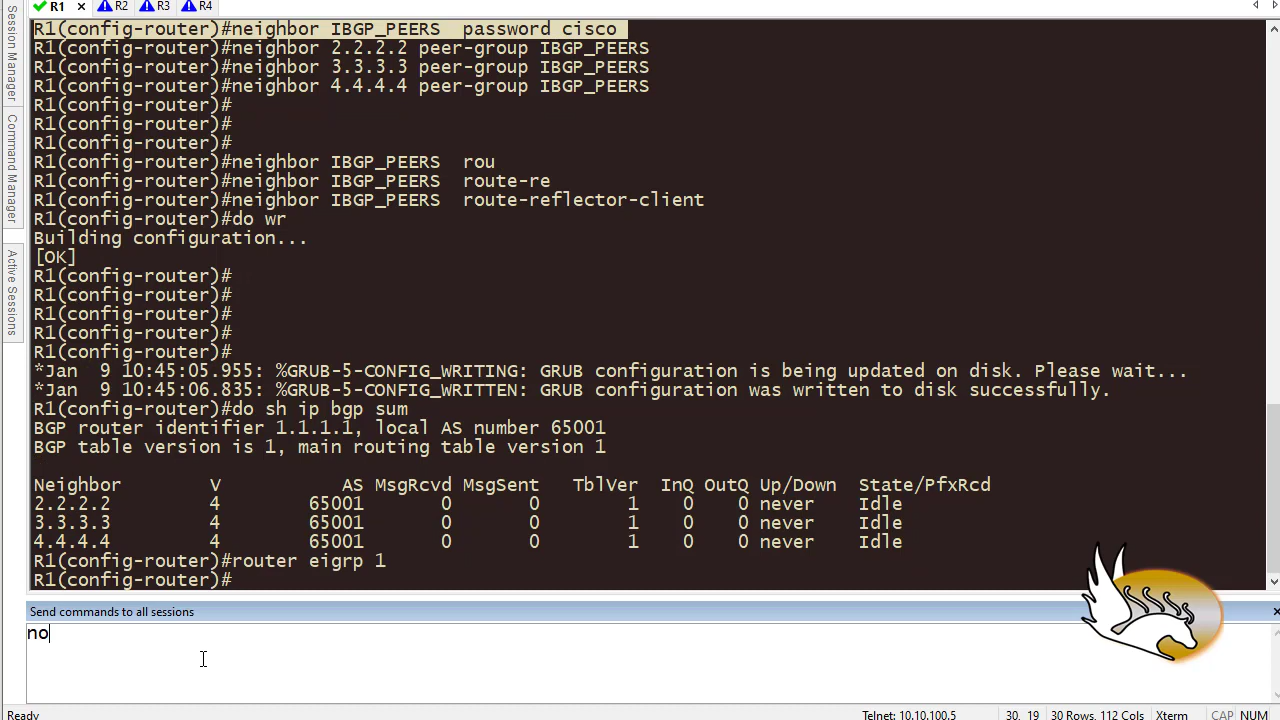 R1 × R2 R3 R4
Session Manager
Command Manager
Active Sessions
R1(config-router)#neighbor IBGP_PEERS  password cisco
R1(config-router)#neighbor 2.2.2.2 peer-group IBGP_PEERS
R1(config-router)#neighbor 3.3.3.3 peer-group IBGP_PEERS
R1(config-router)#neighbor 4.4.4.4 peer-group IBGP_PEERS
R1(config-router)#
R1(config-router)#
R1(config-router)#
R1(config-router)#neighbor IBGP_PEERS  rou
R1(config-router)#neighbor IBGP_PEERS  route-re
R1(config-router)#neighbor IBGP_PEERS  route-reflector-client
R1(config-router)#do wr
Building configuration...
[OK]
R1(config-router)#
R1(config-router)#
R1(config-router)#
R1(config-router)#
R1(config-router)#
*Jan  9 10:45:05.955: %GRUB-5-CONFIG_WRITING: GRUB configuration is being updated on disk. Please wait...
*Jan  9 10:45:06.835: %GRUB-5-CONFIG_WRITTEN: GRUB configuration was written to disk successfully.
R1(config-router)#do sh ip bgp sum
BGP router identifier 1.1.1.1, local AS number 65001
BGP table version is 1, main routing table version 1
Neighbor        V           AS MsgRcvd MsgSent   TblVer  InQ OutQ Up/Down  State/PfxRcd
2.2.2.2         4        65001       0       0        1    0    0 never    Idle
3.3.3.3         4        65001       0       0        1    0    0 never    Idle
4.4.4.4         4        65001       0       0        1    0    0 never    Idle
R1(config-router)#router eigrp 1
R1(config-router)#
Send commands to all sessions
no
Ready Telnet: 10.10.100.5 30, 19 30 Rows, 112 Cols Xterm CAP NUM